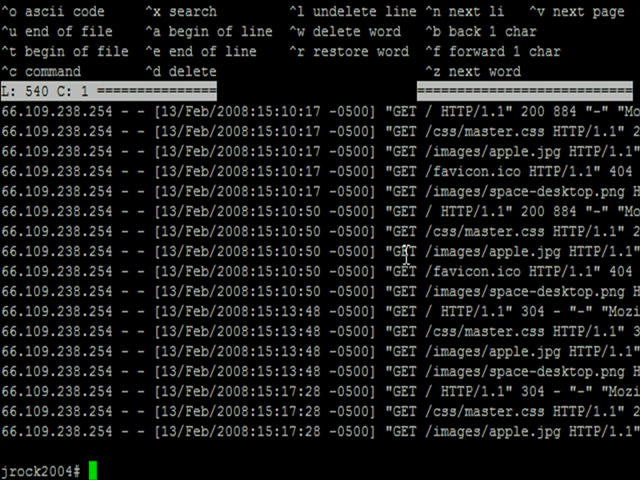 ^o ascii code ^x search ^l undelete line ^n next li ^v next page
^u end of file ^a begin of line ^w delete word ^b back 1 char
^t begin of file ^e end of line ^r restore word ^f forward 1 char
^c command ^d delete ^z next word
L: 540 C: 1 =============== ===========================
66.109.238.254 - - [13/Feb/2008:15:10:17 -0500] "GET / HTTP/1.1" 200 884 "-" "Mo
66.109.238.254 - - [13/Feb/2008:15:10:17 -0500] "GET /css/master.css HTTP/1.1" 2
66.109.238.254 - - [13/Feb/2008:15:10:17 -0500] "GET /images/apple.jpg HTTP/1.1"
66.109.238.254 - - [13/Feb/2008:15:10:17 -0500] "GET /favicon.ico HTTP/1.1" 404
66.109.238.254 - - [13/Feb/2008:15:10:17 -0500] "GET /images/space-desktop.png H
66.109.238.254 - - [13/Feb/2008:15:10:50 -0500] "GET / HTTP/1.1" 200 884 "-" "Mo
66.109.238.254 - - [13/Feb/2008:15:10:50 -0500] "GET /css/master.css HTTP/1.1" 2
66.109.238.254 - - [13/Feb/2008:15:10:50 -0500] "GET /images/apple.jpg HTTP/1.1"
66.109.238.254 - - [13/Feb/2008:15:10:50 -0500] "GET /favicon.ico HTTP/1.1" 404
66.109.238.254 - - [13/Feb/2008:15:10:50 -0500] "GET /images/space-desktop.png H
66.109.238.254 - - [13/Feb/2008:15:13:48 -0500] "GET / HTTP/1.1" 304 - "-" "Mozi
66.109.238.254 - - [13/Feb/2008:15:13:48 -0500] "GET /css/master.css HTTP/1.1" 3
66.109.238.254 - - [13/Feb/2008:15:13:48 -0500] "GET /images/apple.jpg HTTP/1.1"
66.109.238.254 - - [13/Feb/2008:15:13:48 -0500] "GET /images/space-desktop.png H
66.109.238.254 - - [13/Feb/2008:15:17:28 -0500] "GET / HTTP/1.1" 304 - "-" "Mozi
66.109.238.254 - - [13/Feb/2008:15:17:28 -0500] "GET /css/master.css HTTP/1.1" 3
66.109.238.254 - - [13/Feb/2008:15:17:28 -0500] "GET /images/apple.jpg HTTP/1.1"
jrock2004#